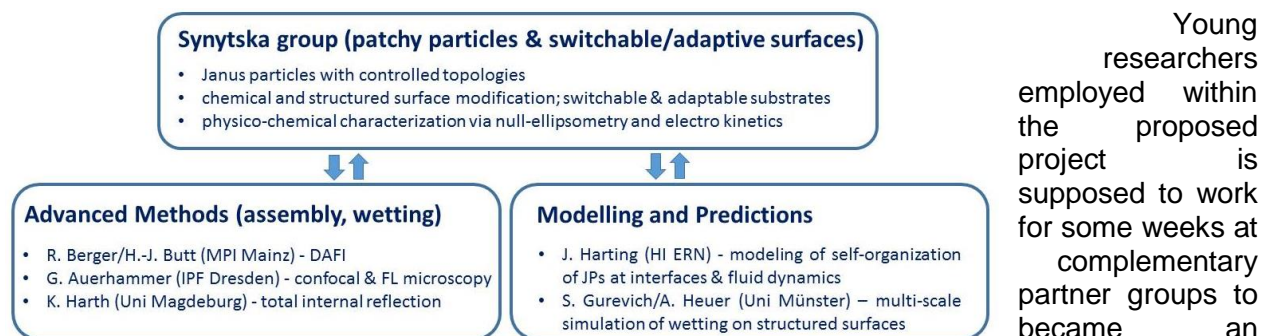 Synytska group (patchy particles & switchable/adaptive surfaces)
• Janus particles with controlled topologies
• chemical and structured surface modification; switchable & adaptable substrates
• physico-chemical characterization via null-ellipsometry and electro kinetics
Advanced Methods (assembly, wetting)
• R. Berger/H.-J. Butt (MPI Mainz) - DAFI
• G. Auerhammer (IPF Dresden) - confocal & FL microscopy
• K. Harth (Uni Magdeburg) - total internal reflection
Modelling and Predictions
• J. Harting (HI ERN) - modeling of self-organization
of JPs at interfaces & fluid dynamics
• S. Gurevich/A. Heuer (Uni Münster) – multi-scale
simulation of wetting on structured surfaces
Young
researchers
employed within
the proposed
project is
supposed to work
for some weeks at
complementary
partner groups to
became an